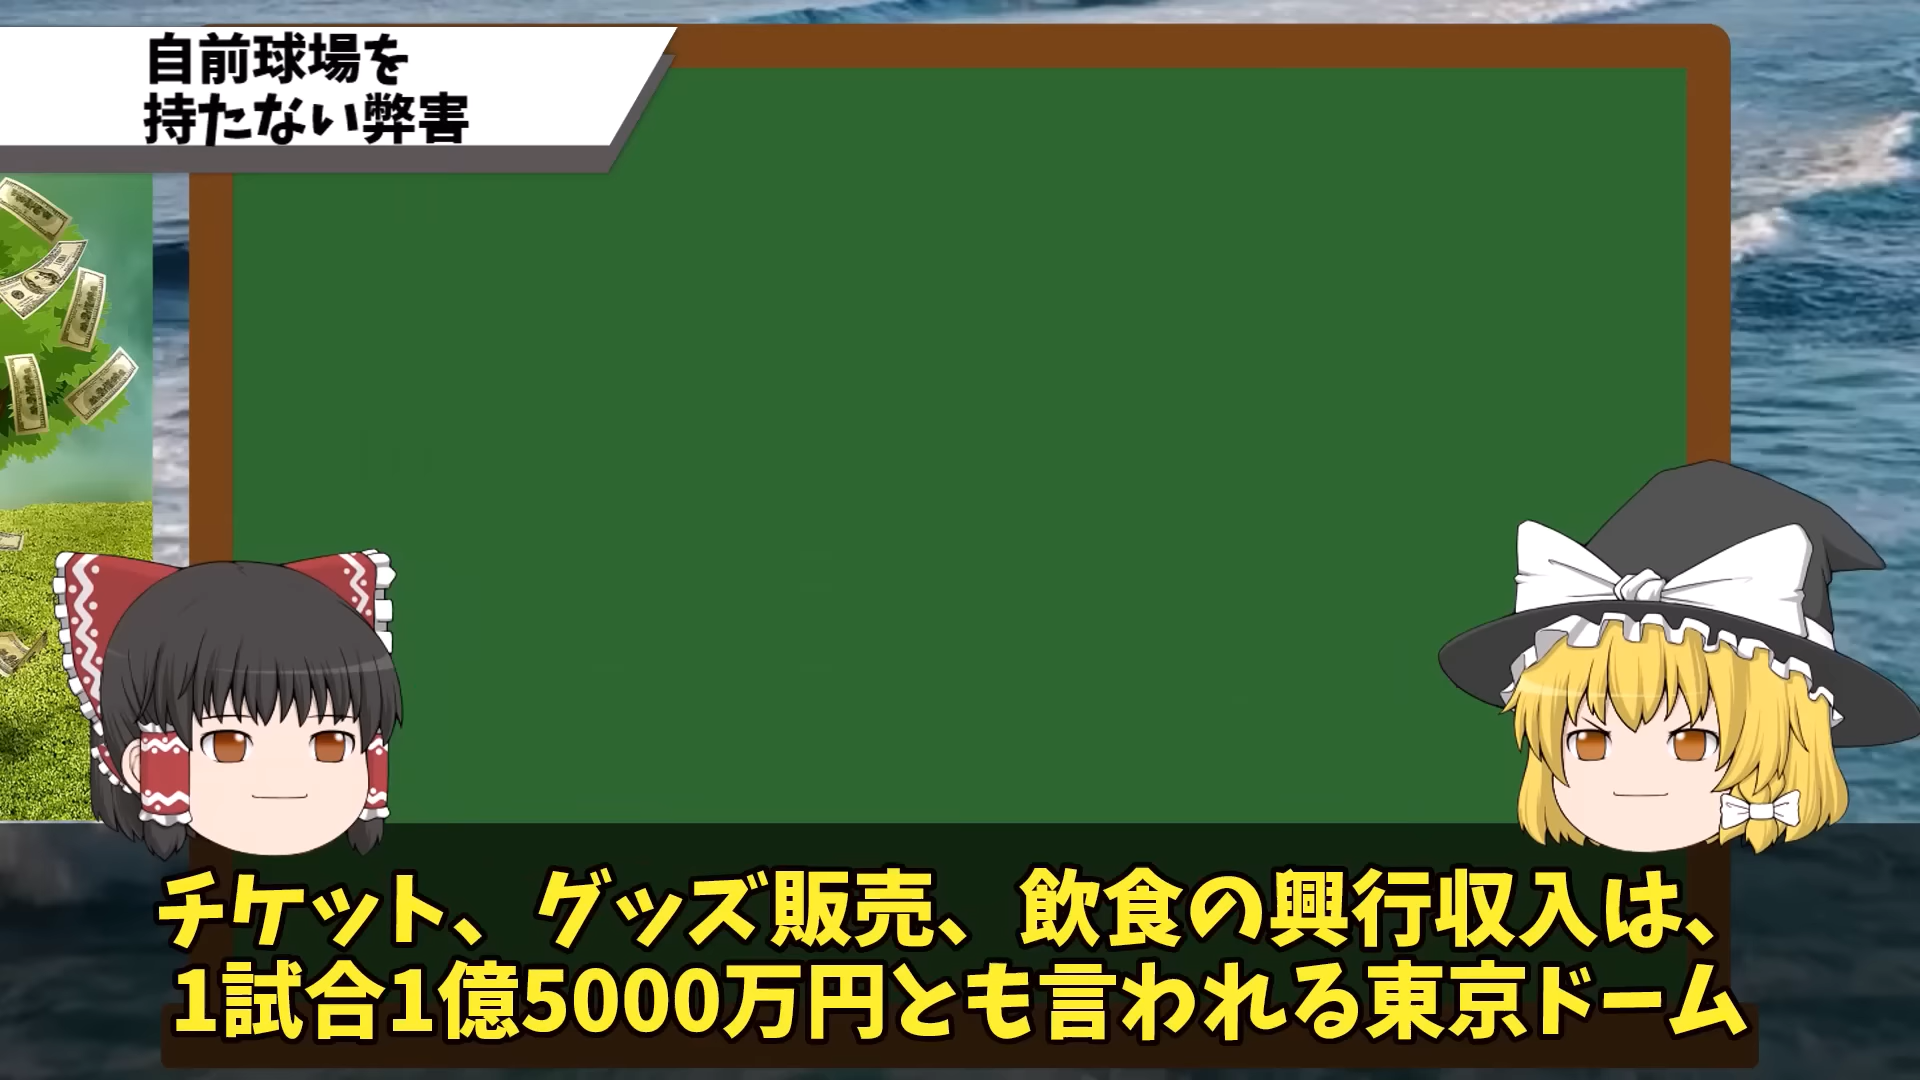 自前球場を
持たない弊害
チケット、グッズ販売、飲食の興行収入は、
1試合1億5000万円とも言われる東京ドーム